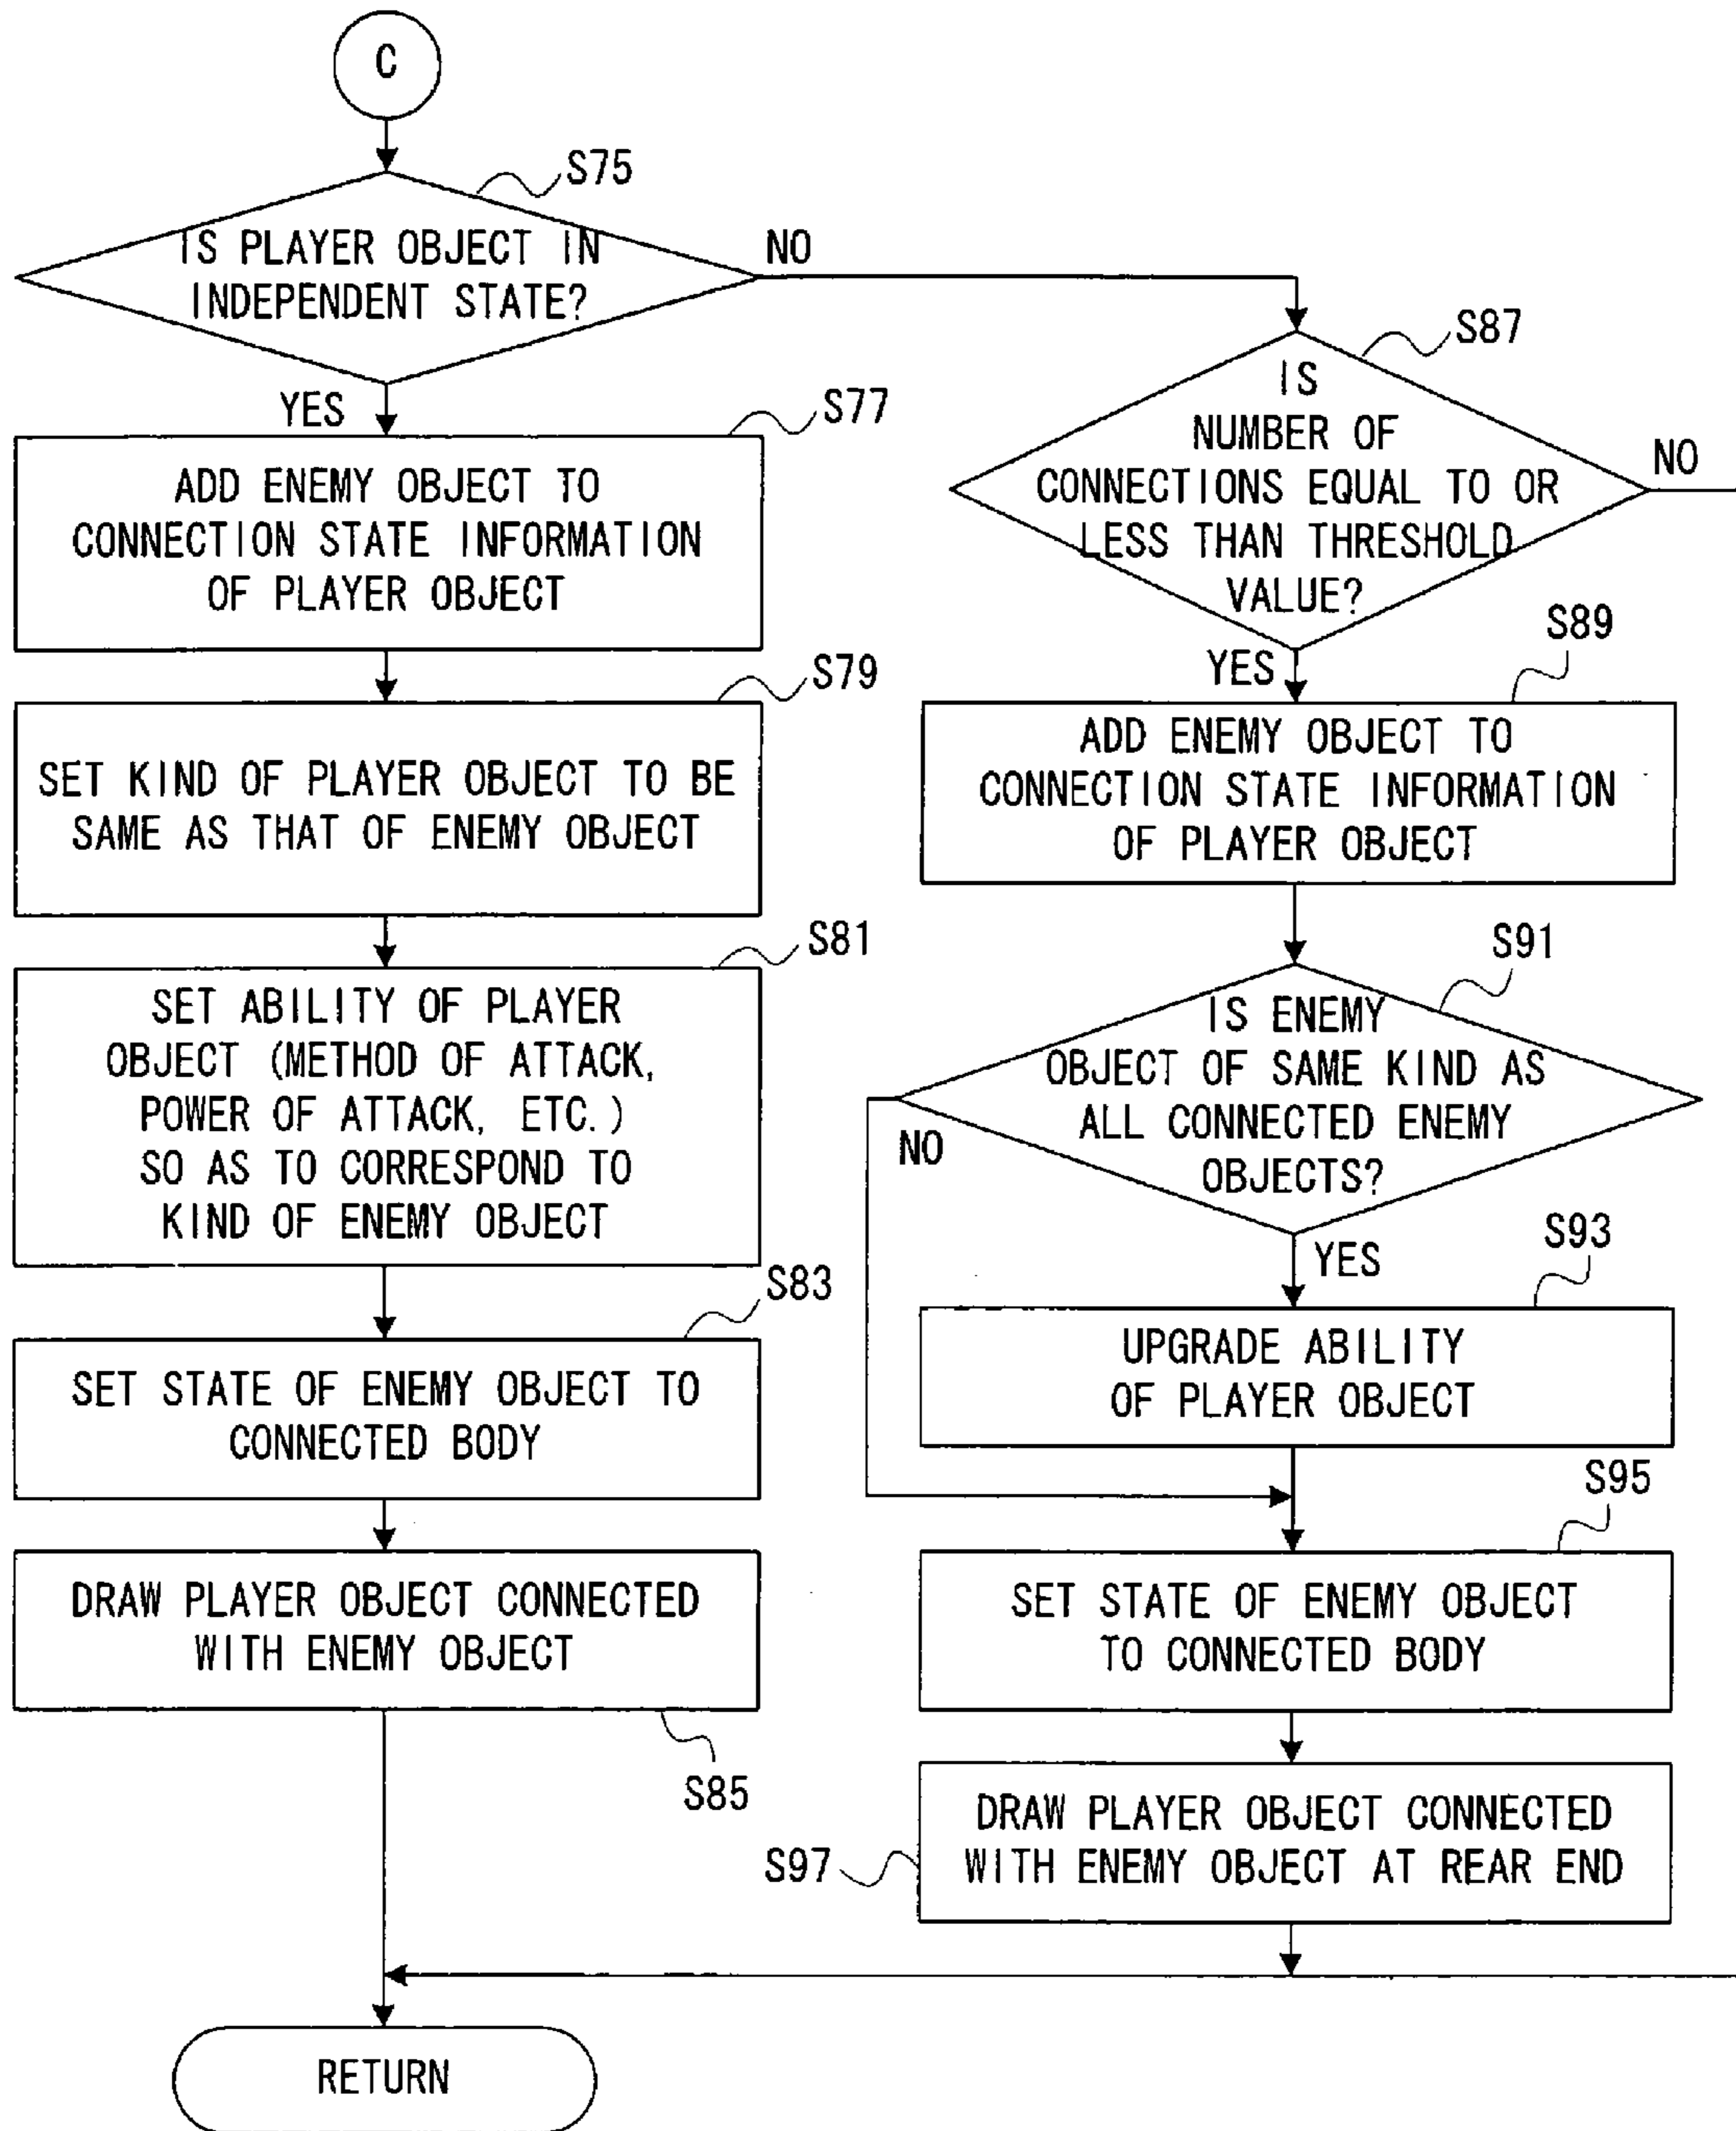 C
S75
IS PLAYER OBJECT IN
INDEPENDENT STATE?
NO
YES
S77
ADD ENEMY OBJECT TO
CONNECTION STATE INFORMATION
OF PLAYER OBJECT
S79
SET KIND OF PLAYER OBJECT TO BE
SAME AS THAT OF ENEMY OBJECT
S81
SET ABILITY OF PLAYER
OBJECT (METHOD OF ATTACK,
POWER OF ATTACK, ETC.)
SO AS TO CORRESPOND TO
KIND OF ENEMY OBJECT
S83
SET STATE OF ENEMY OBJECT TO
CONNECTED BODY
DRAW PLAYER OBJECT CONNECTED
WITH ENEMY OBJECT
S85
S87
IS
NUMBER OF
CONNECTIONS EQUAL TO OR
LESS THAN THRESHOLD
VALUE?
NO
YES
S89
ADD ENEMY OBJECT TO
CONNECTION STATE INFORMATION
OF PLAYER OBJECT
S91
IS ENEMY
OBJECT OF SAME KIND AS
ALL CONNECTED ENEMY
OBJECTS?
NO
YES
S93
UPGRADE ABILITY
OF PLAYER OBJECT
S95
SET STATE OF ENEMY OBJECT
TO CONNECTED BODY
S97
DRAW PLAYER OBJECT CONNECTED
WITH ENEMY OBJECT AT REAR END
RETURN